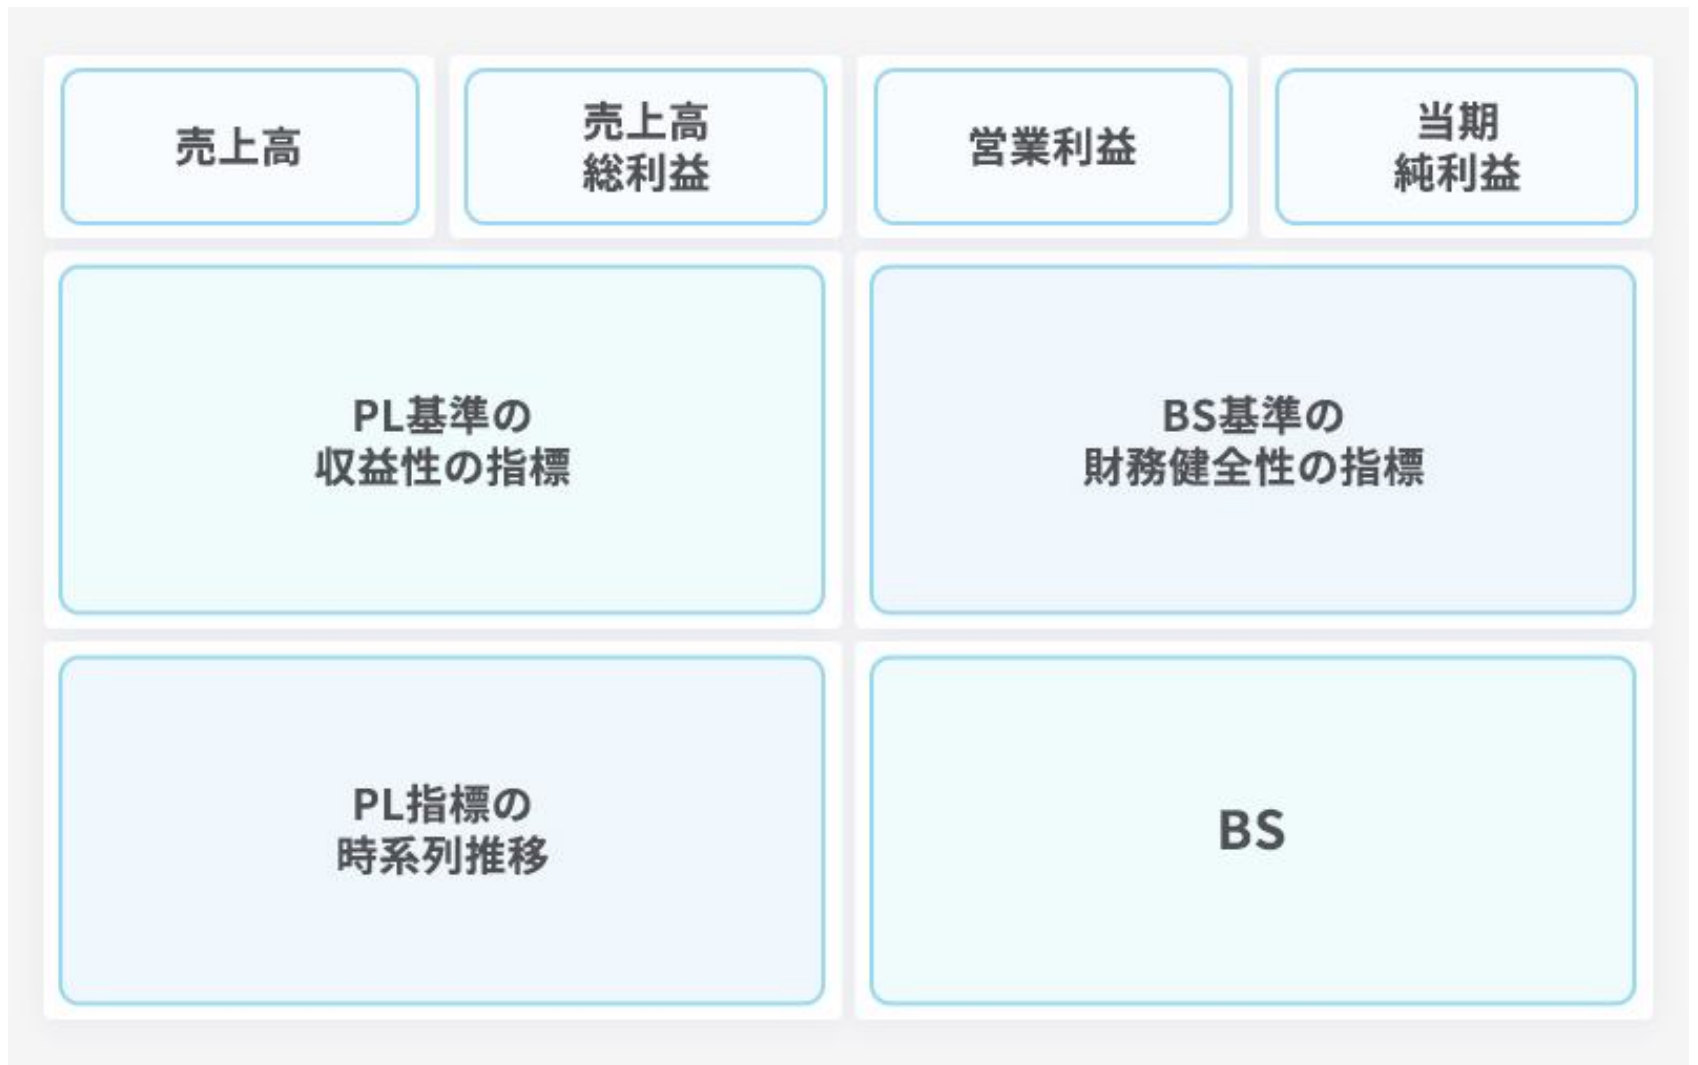 売上高
売上高
総利益
営業利益
当期
純利益
PL基準の
収益性の指標
BS基準の
財務健全性の指標
PL指標の
時系列推移
BS